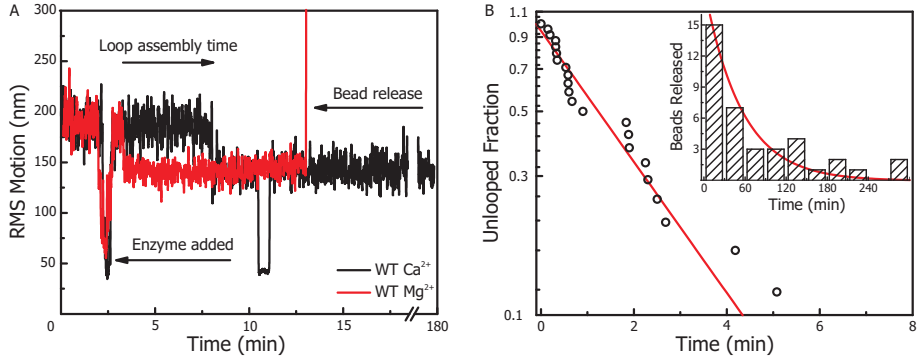 A
RMS Motion (nm)
300
250
200
150
100
50
0
5
10
15
180
Time (min)
Loop assembly time
Bead release
Enzyme added
WT Ca²⁺
WT Mg²⁺
B
Unlooped Fraction
1.1
0.9
0.7
0.5
0.3
0.1
0
2
4
6
8
Time (min)
Beads Released
15
12
9
6
3
0
60
120
180
240
Time (min)